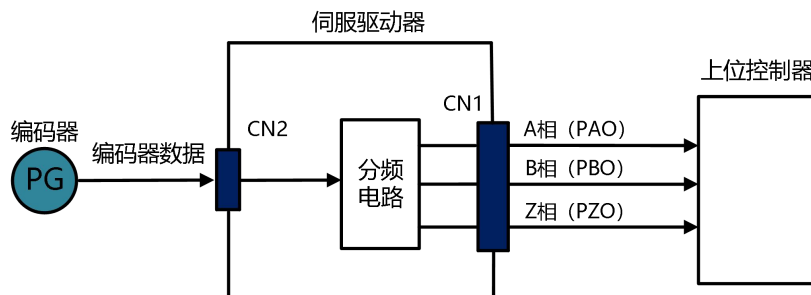 伺服驱动器
上位控制器
CN1
CN2
编码器
编码器数据
PG
分频
电路
A相（PAO）
B相（PBO）
Z相（PZO）